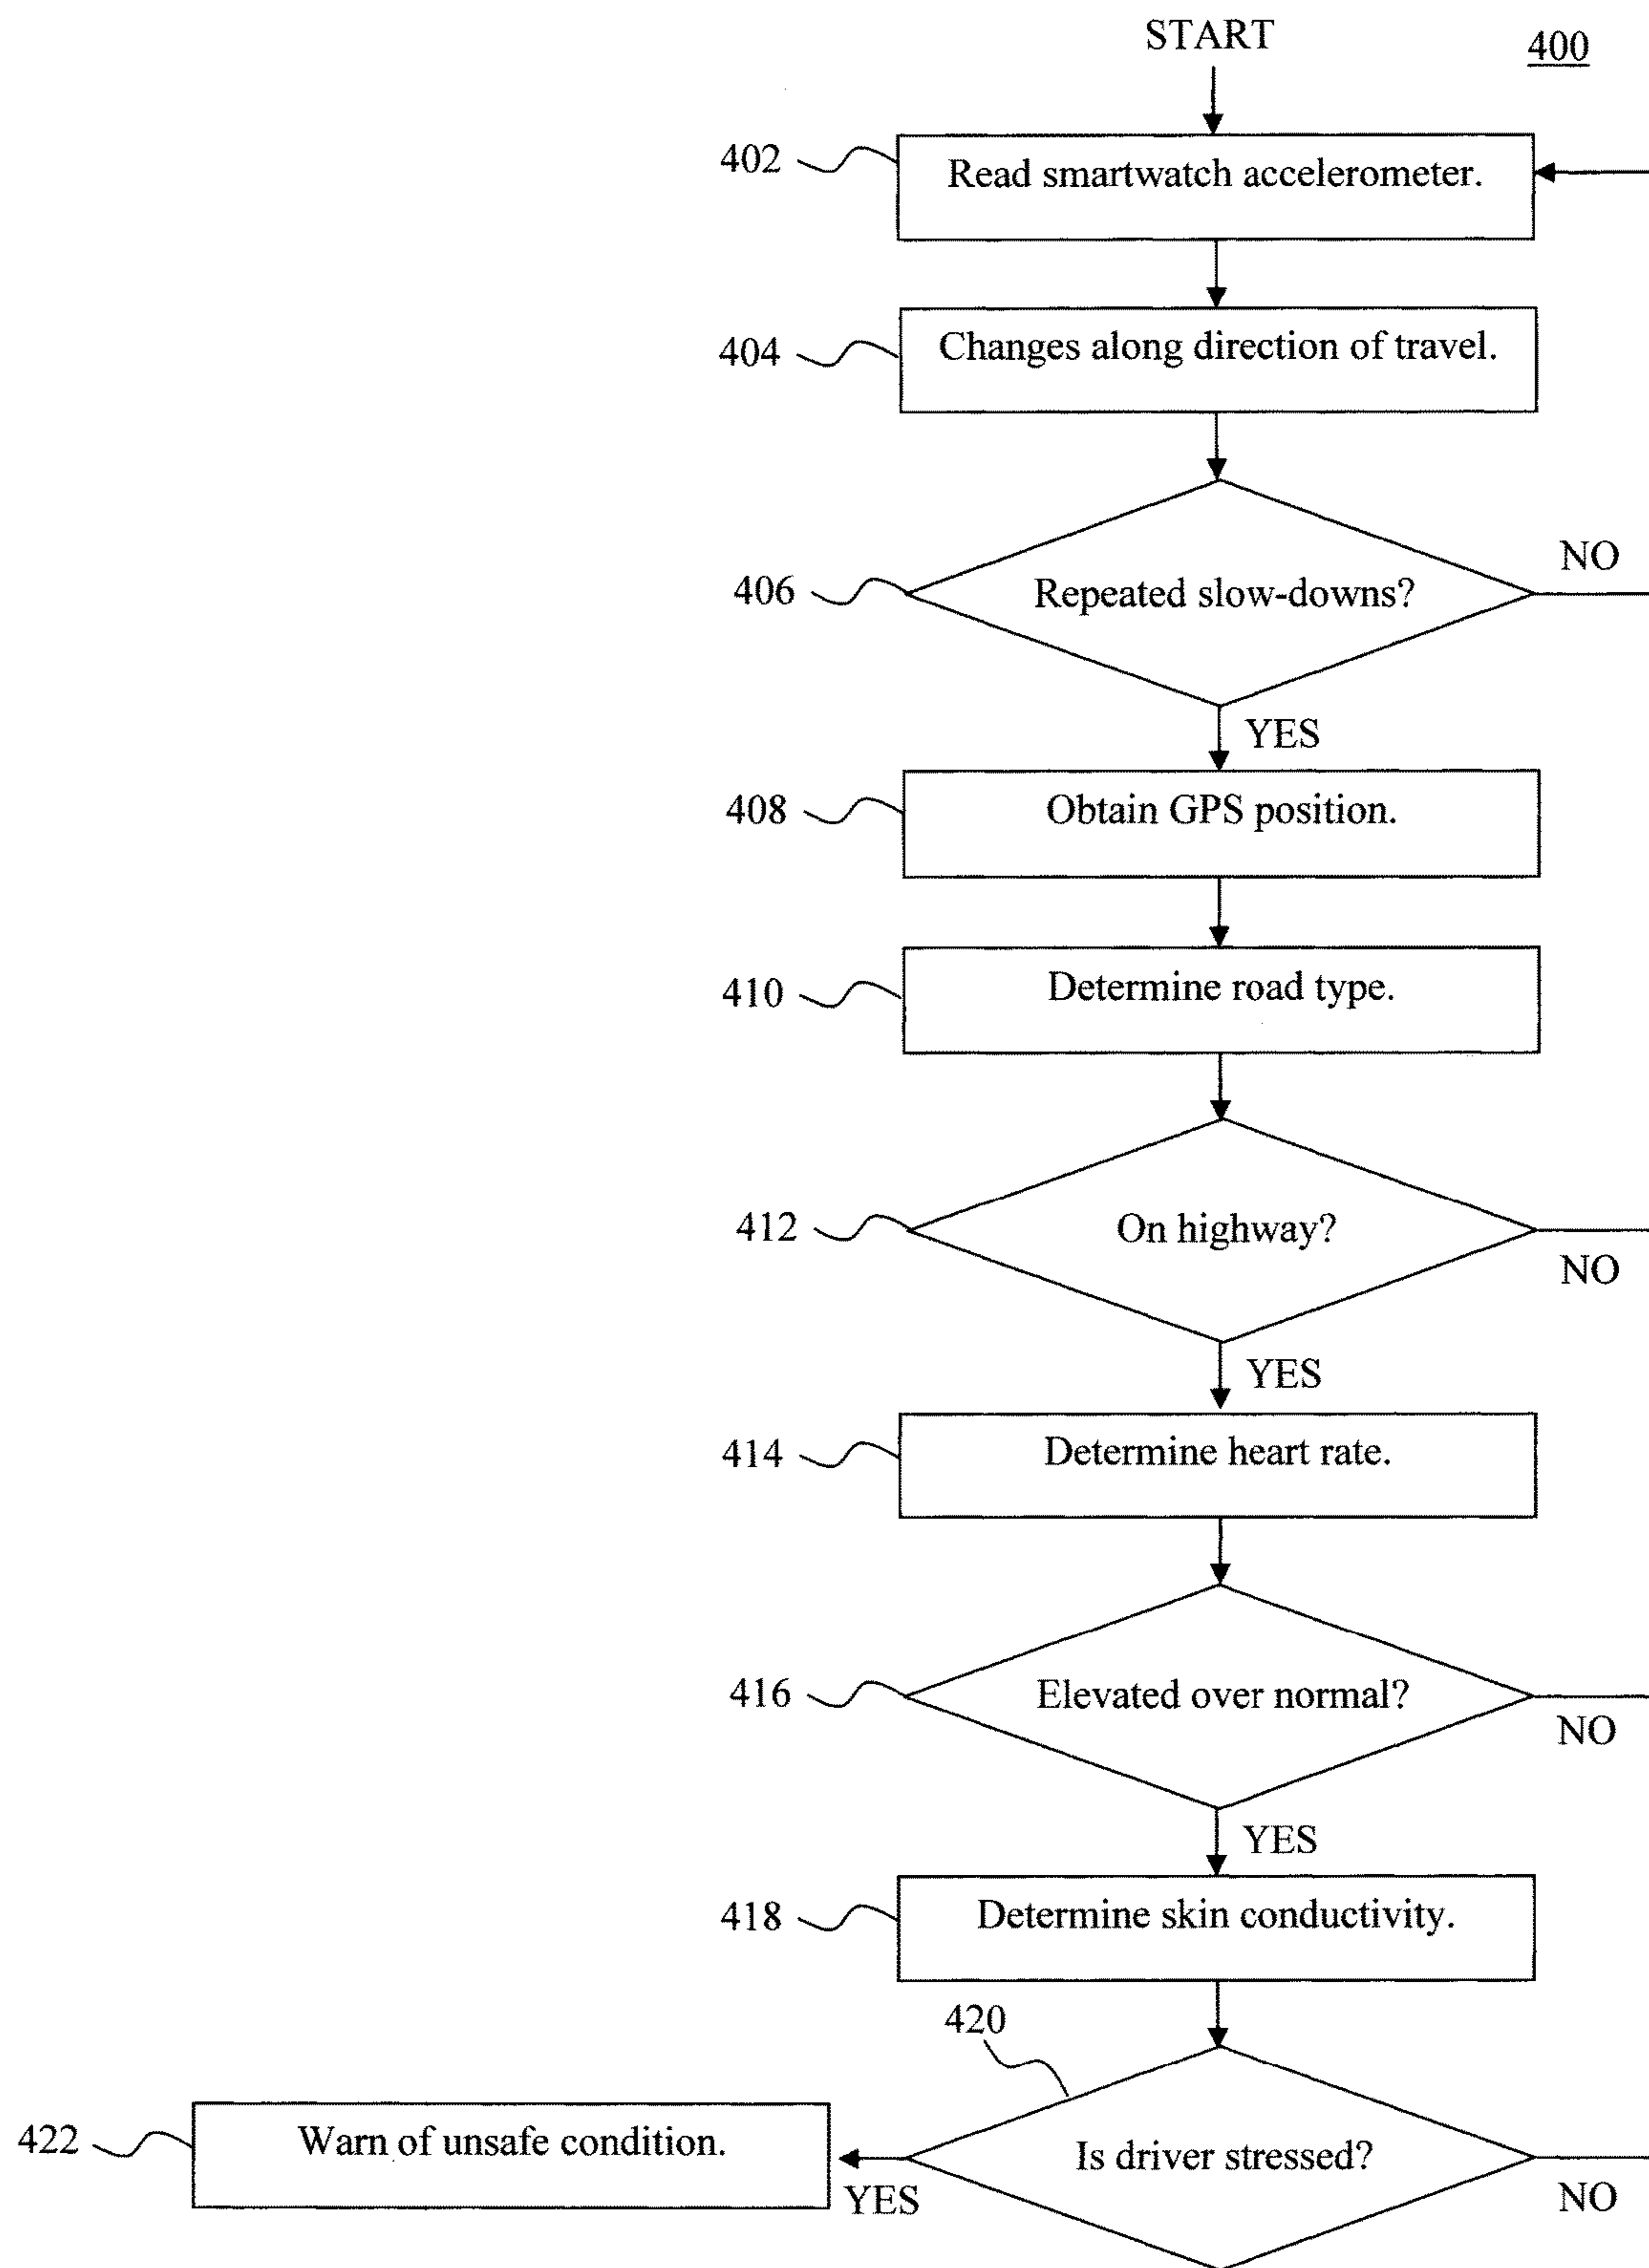 START
400
402
Read smartwatch accelerometer.
404
Changes along direction of travel.
406
Repeated slow-downs?
NO
YES
408
Obtain GPS position.
410
Determine road type.
412
On highway?
NO
YES
414
Determine heart rate.
416
Elevated over normal?
NO
YES
418
Determine skin conductivity.
420
422
Warn of unsafe condition.
YES
Is driver stressed?
NO